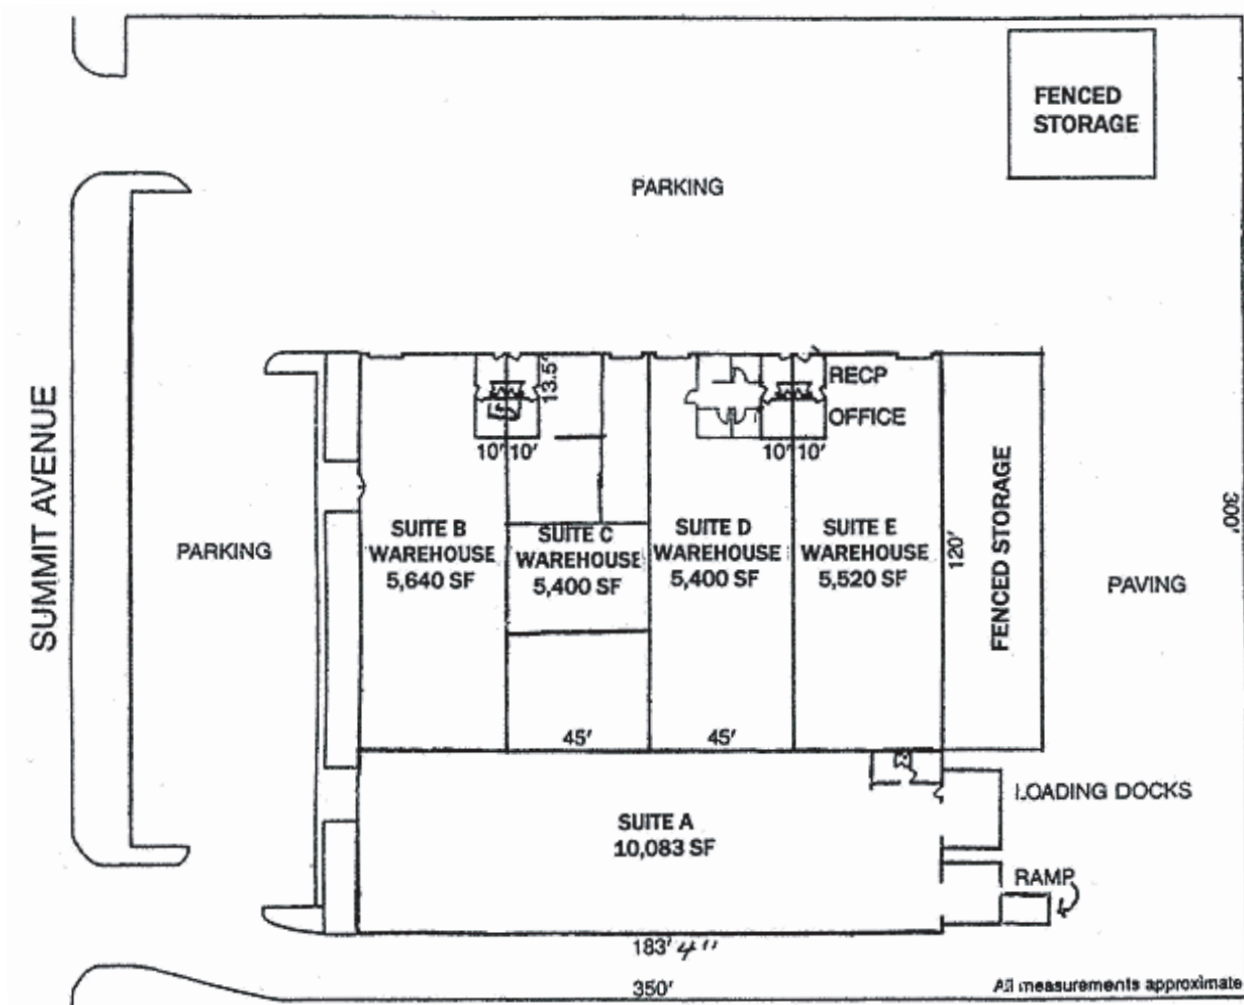 FENCED
STORAGE
PARKING
13.5'
RECP
OFFICE
10' 10'
10' 10'
SUMMIT AVENUE
PARKING
SUITE B
WAREHOUSE
5,640 SF
SUITE C
WAREHOUSE
5,400 SF
SUITE D
WAREHOUSE
5,400 SF
SUITE E
WAREHOUSE
5,520 SF
120'
FENCED STORAGE
300'
PAVING
45'
45'
LOADING DOCKS
SUITE A
10,083 SF
RAMP
183' 4"
350'
All measurements approximate